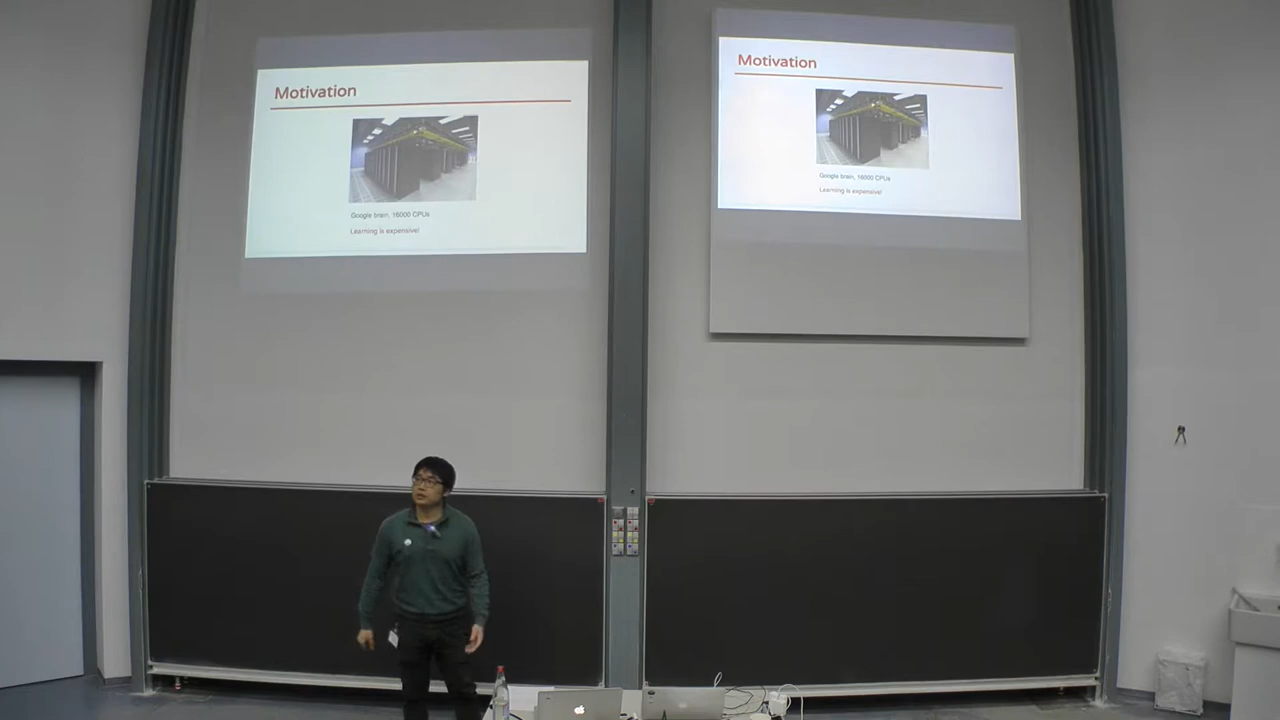 Motivation
Google brain, 16000 CPUs
Learning is expensive!
Motivation
Google brain, 16000 CPUs
Learning is expensive!